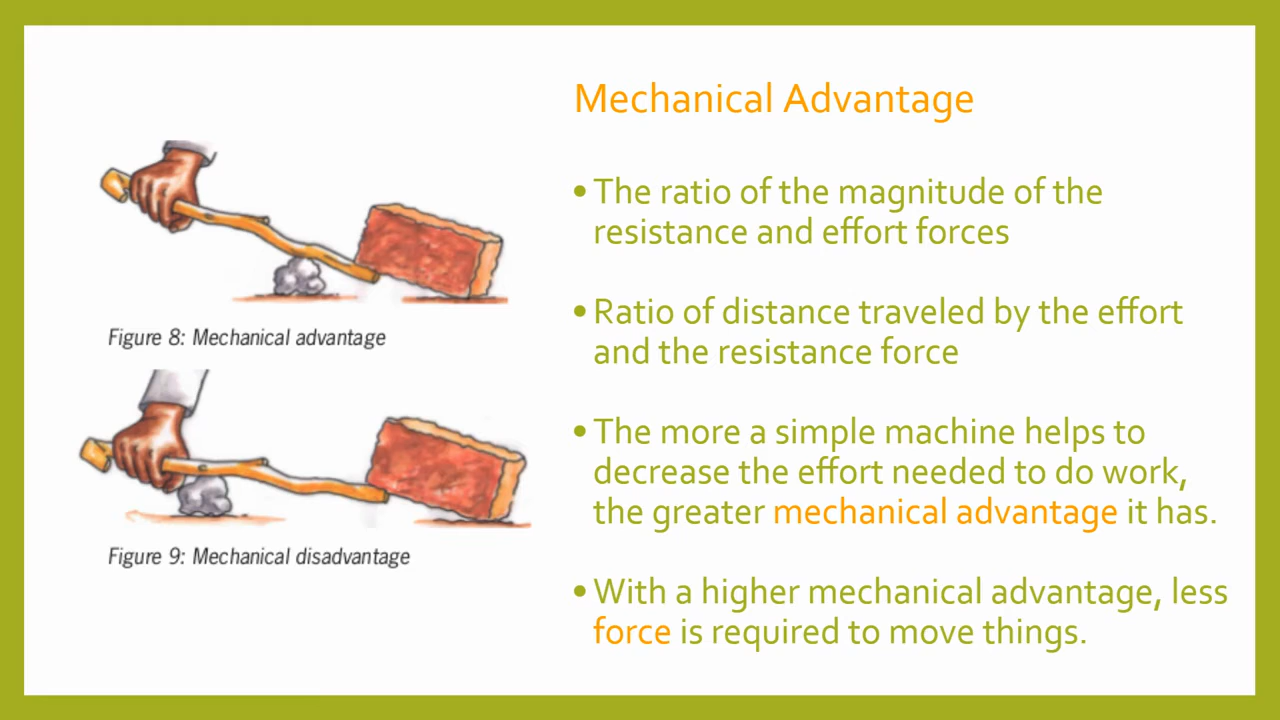 Mechanical Advantage
•The ratio of the magnitude of the
resistance and effort forces
•Ratio of distance traveled by the effort
and the resistance force
•The more a simple machine helps to
decrease the effort needed to do work,
the greater mechanical advantage it has.
•With a higher mechanical advantage, less
force is required to move things.
Figure 8: Mechanical advantage
Figure 9: Mechanical disadvantage